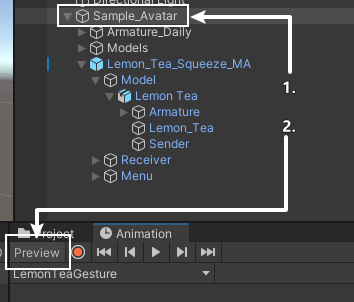 Directional Light
Sample_Avatar
Armature_Daily
Models
Lemon_Tea_Squeeze_MA
Model
1.
Lemon Tea
Armature
2.
Lemon_Tea
Sender
Receiver
Menu
Project
Animation
Preview
LemonTeaGesture